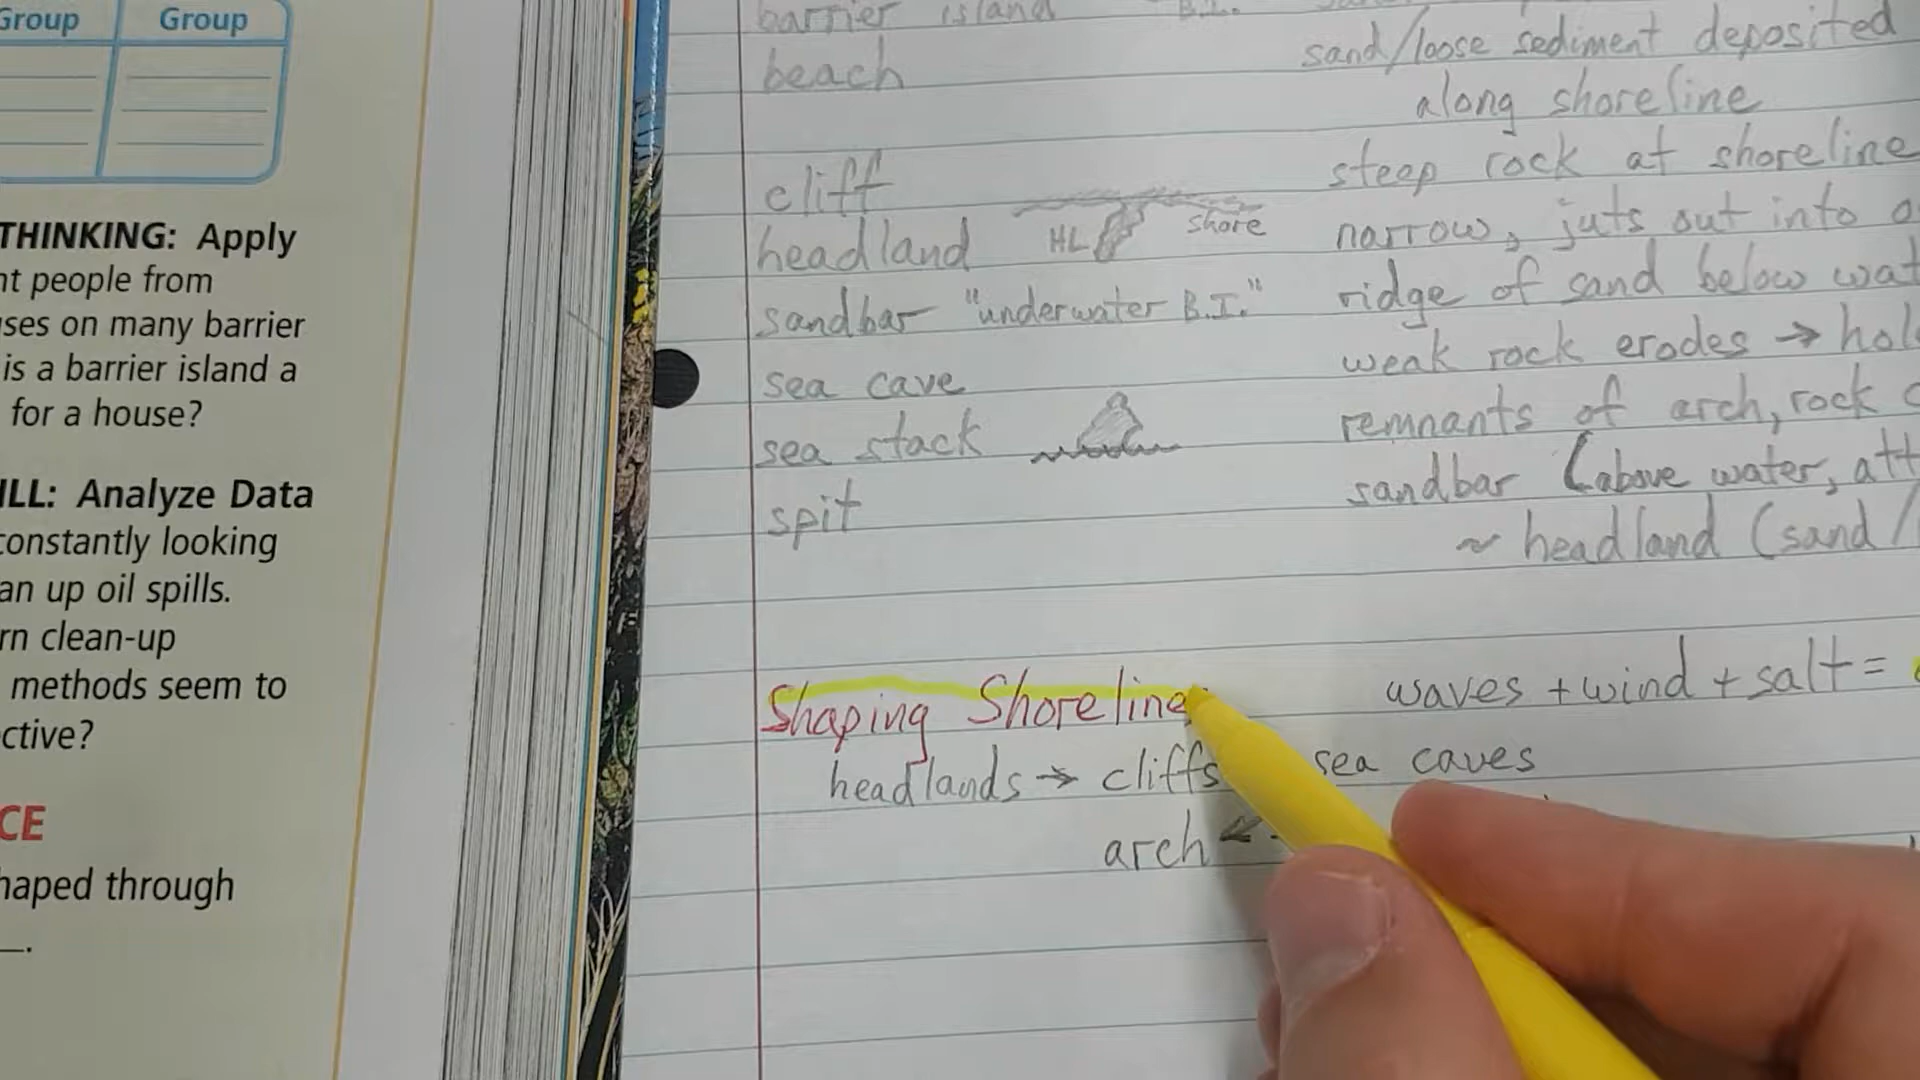 Group Group
THINKING: Apply
nt people from
uses on many barrier
is a barrier island a
for a house?
ILL: Analyze Data
constantly looking
an up oil spills.
rn clean-up
methods seem to
ctive?
CE
haped through
barrier island B.I.
beach sand/loose sediment deposited
along shoreline
cliff steep rock at shoreline
headland HL shore narrow, juts out into
sandbar "underwater B.I." ridge of sand below wat
sea cave weak rock erodes → hol
sea stack remnants of arch, rock
spit sandbar (above water, att
~ headland (sand/
Shaping Shoreline waves + wind + salt =
headlands → cliffs sea caves
arch ←